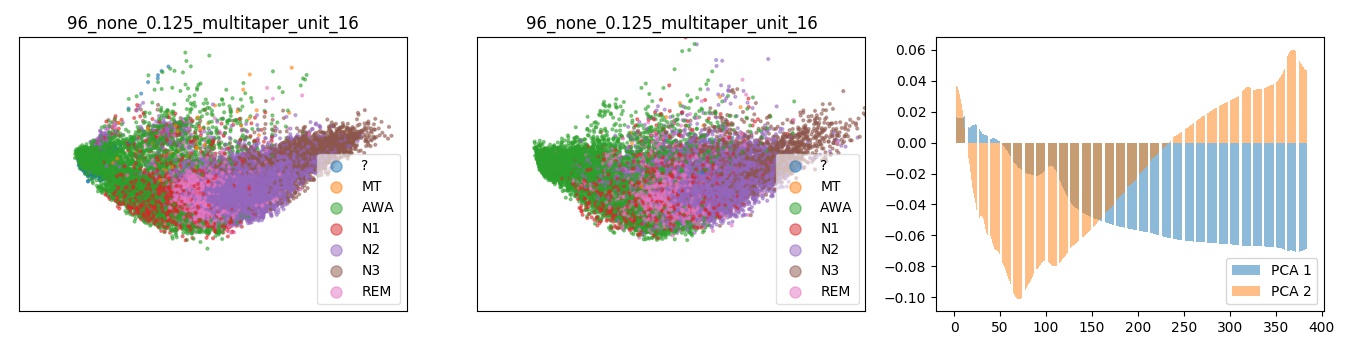 96_none_0.125_multitaper_unit_16
?
MT
AWA
N1
N2
N3
REM
96_none_0.125_multitaper_unit_16
?
MT
AWA
N1
N2
N3
REM
0.06
0.04
0.02
0.00
−0.02
−0.04
−0.06
−0.08
−0.10
0 50 100 150 200 250 300 350 400
PCA 1
PCA 2